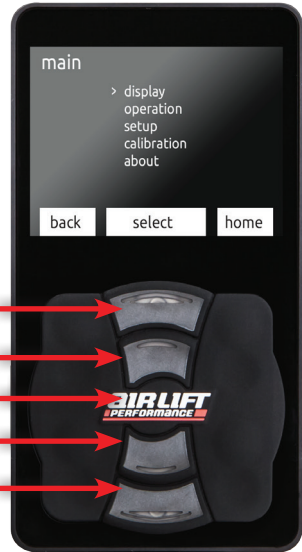 main
> display
operation
setup
calibration
about
back select home
AIRLIFT
PERFORMANCE